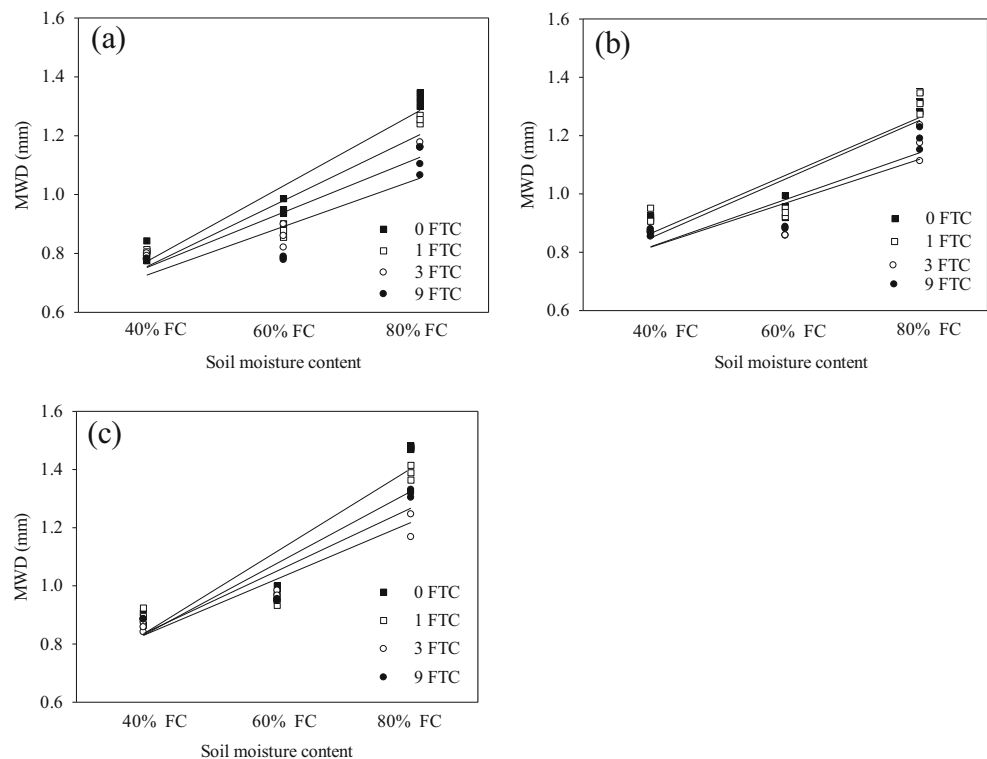 (a)
MWD (mm)
1.6
1.4
1.2
1.0
0.8
0.6
0 FTC
1 FTC
3 FTC
9 FTC
40% FC
60% FC
80% FC
Soil moisture content
(b)
MWD (mm)
1.6
1.4
1.2
1.0
0.8
0.6
0 FTC
1 FTC
3 FTC
9 FTC
40% FC
60% FC
80% FC
Soil moisture content
(c)
MWD (mm)
1.6
1.4
1.2
1.0
0.8
0.6
0 FTC
1 FTC
3 FTC
9 FTC
40% FC
60% FC
80% FC
Soil moisture content